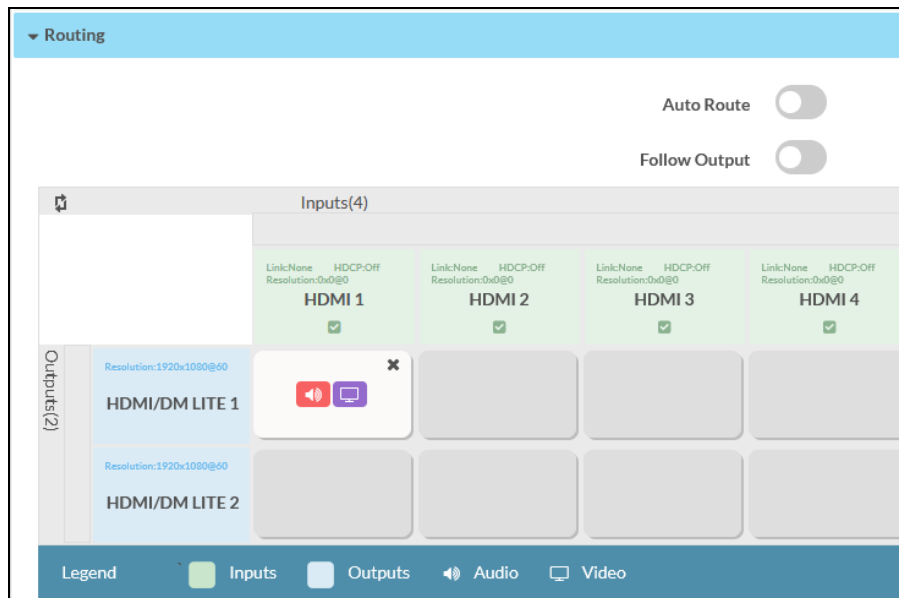 Routing
Auto Route
Follow Output
Inputs(4)
Link:None HDCP:Off Link:None HDCP:Off Link:None HDCP:Off Link:None HDCP:Off
Resolution:0x0@0 Resolution:0x0@0 Resolution:0x0@0 Resolution:0x0@0
HDMI 1 HDMI 2 HDMI 3 HDMI 4
Outputs(2)
Resolution:1920x1080@60
HDMI/DM LITE 1
Resolution:1920x1080@60
HDMI/DM LITE 2
Legend Inputs Outputs Audio Video